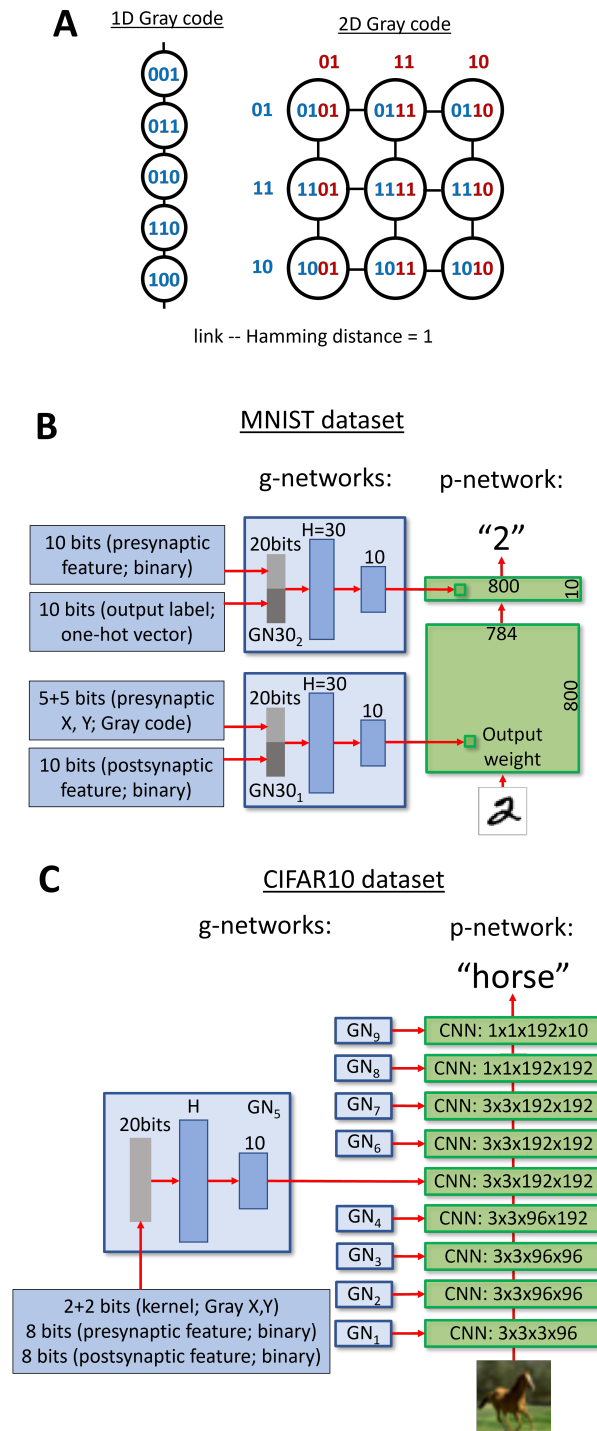 A
1D Gray code
001
011
010
110
100
2D Gray code
01 11 10
01 0101 0111 0110
11 1101 1111 1110
10 1001 1011 1010
link -- Hamming distance = 1
B
MNIST dataset
g-networks:
p-network:
10 bits (presynaptic
feature; binary)
10 bits (output label;
one-hot vector)
20bits
H=30
10
GN30₂
"2"
800
10
5+5 bits (presynaptic
X, Y; Gray code)
10 bits (postsynaptic
feature; binary)
20bits
H=30
10
GN30₁
784
800
Output
weight
2
C
CIFAR10 dataset
g-networks:
p-network:
"horse"
GN₉ CNN: 1x1x192x10
GN₈ CNN: 1x1x192x192
GN₇ CNN: 3x3x192x192
GN₆ CNN: 3x3x192x192
CNN: 3x3x192x192
GN₄ CNN: 3x3x96x192
GN₃ CNN: 3x3x96x96
GN₂ CNN: 3x3x96x96
GN₁ CNN: 3x3x3x96
20bits
H
GN₅
10
2+2 bits (kernel; Gray X,Y)
8 bits (presynaptic feature; binary)
8 bits (postsynaptic feature; binary)